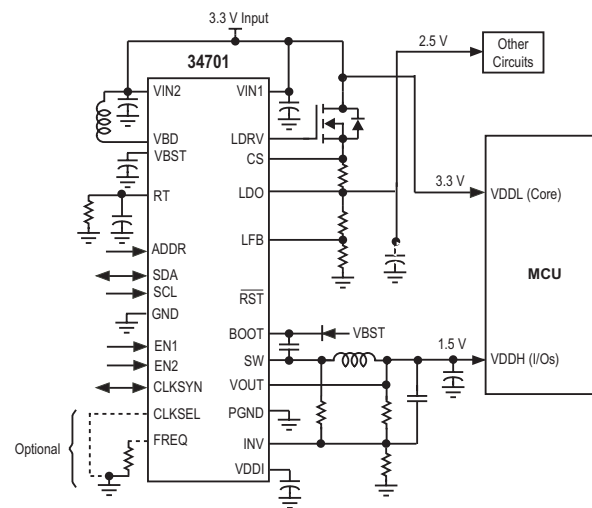 3.3 V Input
34701
2.5 V
Other
Circuits
VIN2
VIN1
VBD
LDRV
VBST
CS
RT
LDO
3.3 V
VDDL (Core)
LFB
ADDR
SDA
SCL
RST
MCU
GND
BOOT
VBST
EN1
SW
1.5 V
VDDH (I/Os)
EN2
VOUT
CLKSYN
CLKSEL
PGND
Optional
FREQ
INV
VDDI